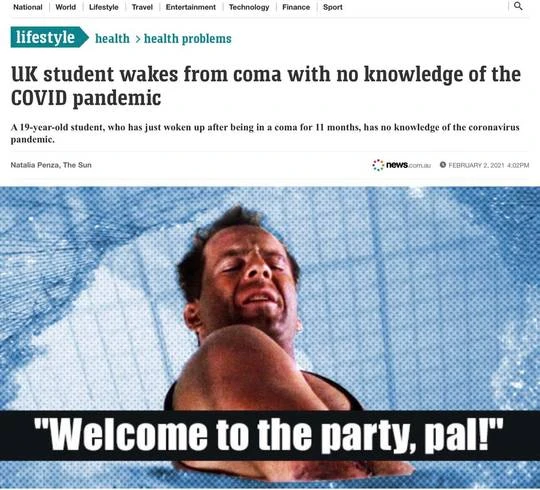 National World Lifestyle Travel Entertainment Technology Finance Sport
lifestyle health > health problems
UK student wakes from coma with no knowledge of the
COVID pandemic
A 19-year-old student, who has just woken up after being in a coma for 11 months, has no knowledge of the coronavirus
pandemic.
Natalia Penza, The Sun news.com.au FEBRUARY 2, 2021 4:02PM
"Welcome to the party, pal!"